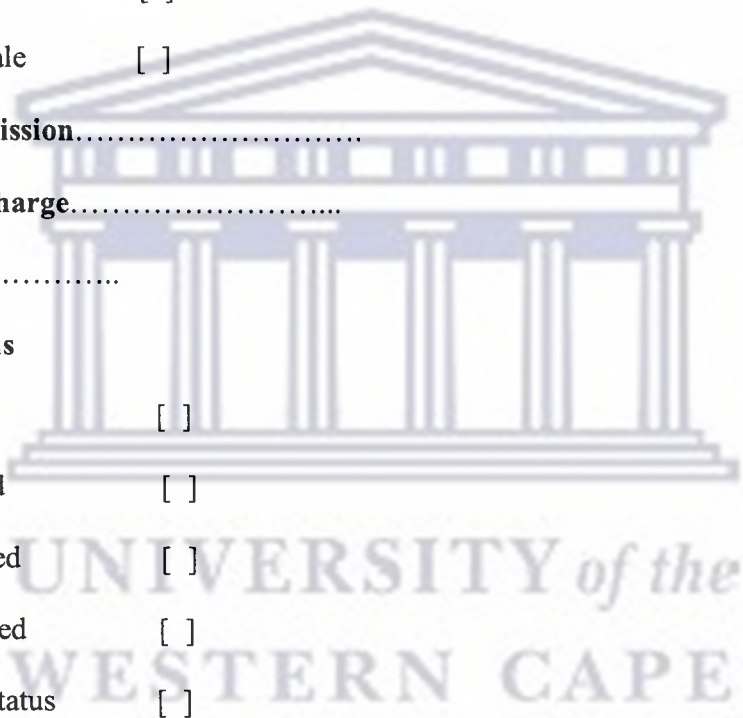 [ ]
ale [ ]
ission..............................
harge...........................
..............
s
[ ]
d [ ]
ed [ ]
ed [ ]
tatus [ ]
UNIVERSITY of the
WESTERN CAPE